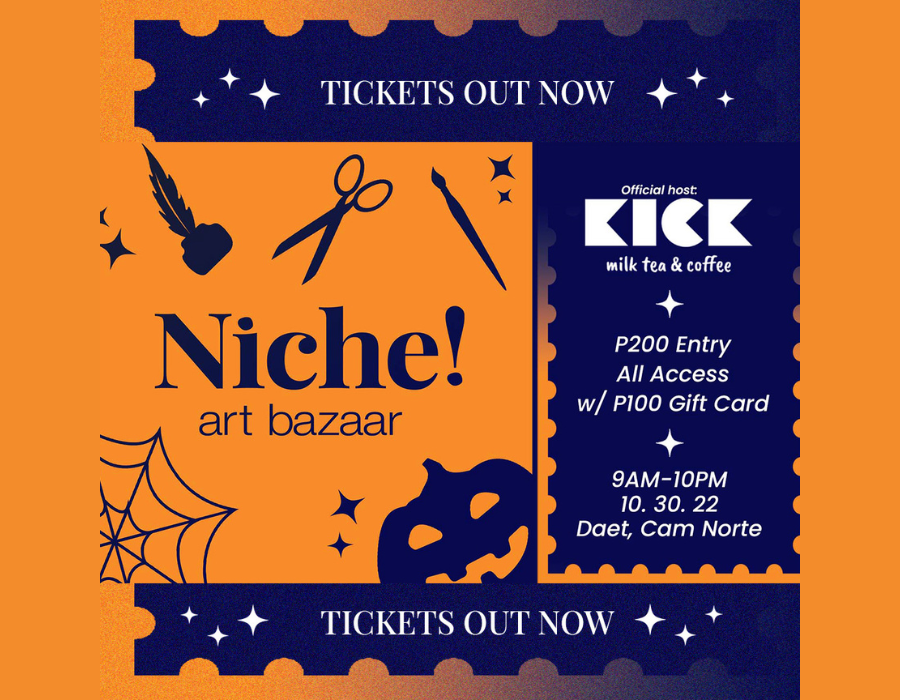 TICKETS OUT NOW
Niche!
art bazaar
Official host:
KICK
milk tea & coffee
P200 Entry
All Access
w/ P100 Gift Card
9AM-10PM
10. 30. 22
Daet, Cam Norte
TICKETS OUT NOW